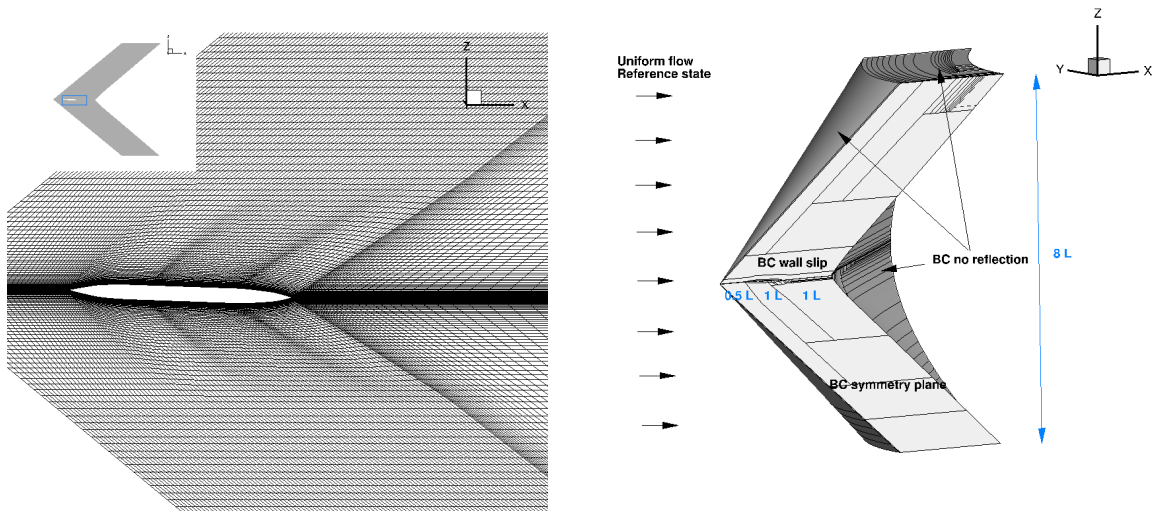 Z
X
Uniform flow
Reference state
Z
Y
X
BC wall slip
BC no reflection
8 L
0.5 L
1 L
1 L
BC symmetry plane